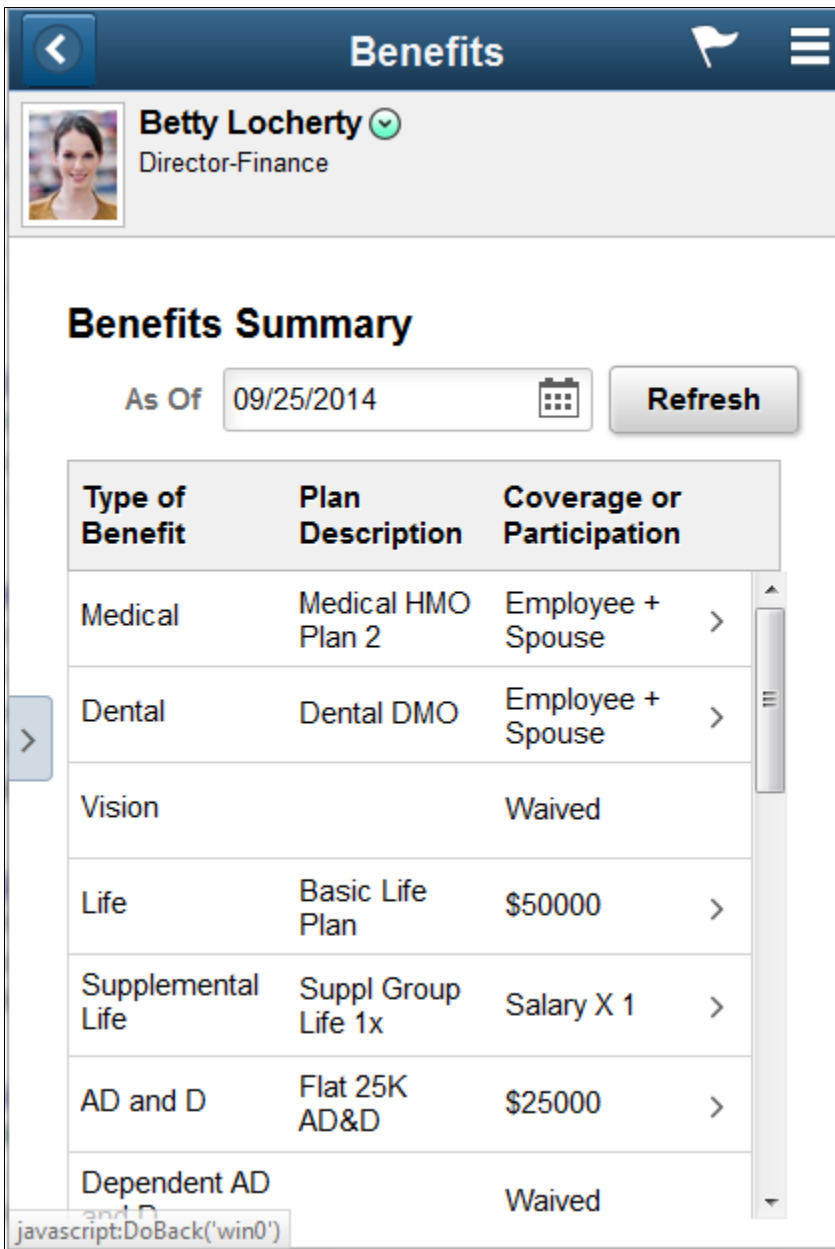 Benefits
Betty Locherty
Director-Finance
Benefits Summary
As Of 09/25/2014 Refresh
Type of Plan Coverage or
Benefit Description Participation
Medical Medical HMO Employee +
Plan 2 Spouse
Dental Dental DMO Employee +
Spouse
Vision Waived
Life Basic Life $50000
Plan
Supplemental Suppl Group Salary X 1
Life Life 1x
AD and D Flat 25K $25000
AD&D
Dependent AD Waived
and D
javascript:DoBack('win0')